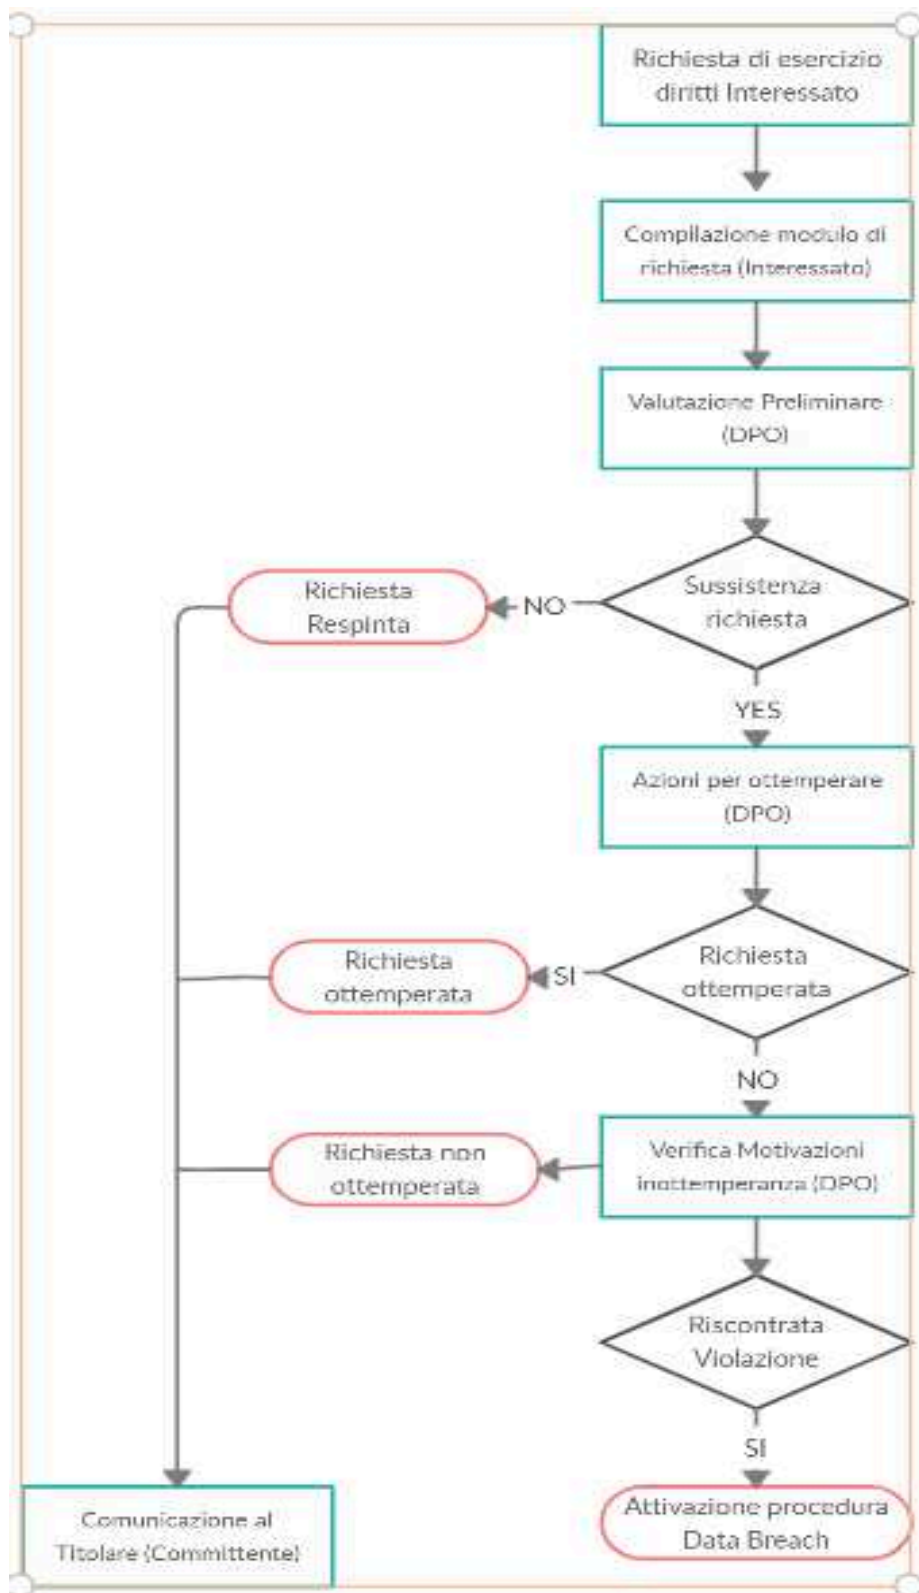 Richiesta di esercizio
diritti Interessato
Compilazione modulo di
richiesta (Interessato)
Valutazione Preliminare
(DPO)
Sussistenza
richiesta
NO
Richiesta
Respinta
YES
Azioni per ottemperare
(DPO)
Richiesta
ottemperata
SI
Richiesta
ottemperata
NO
Verifica Motivazioni
inottemperanza (DPO)
Richiesta non
ottemperata
Riscontrata
Violazione
SI
Attivazione procedura
Data Breach
Comunicazione al
Titolare (Committente)